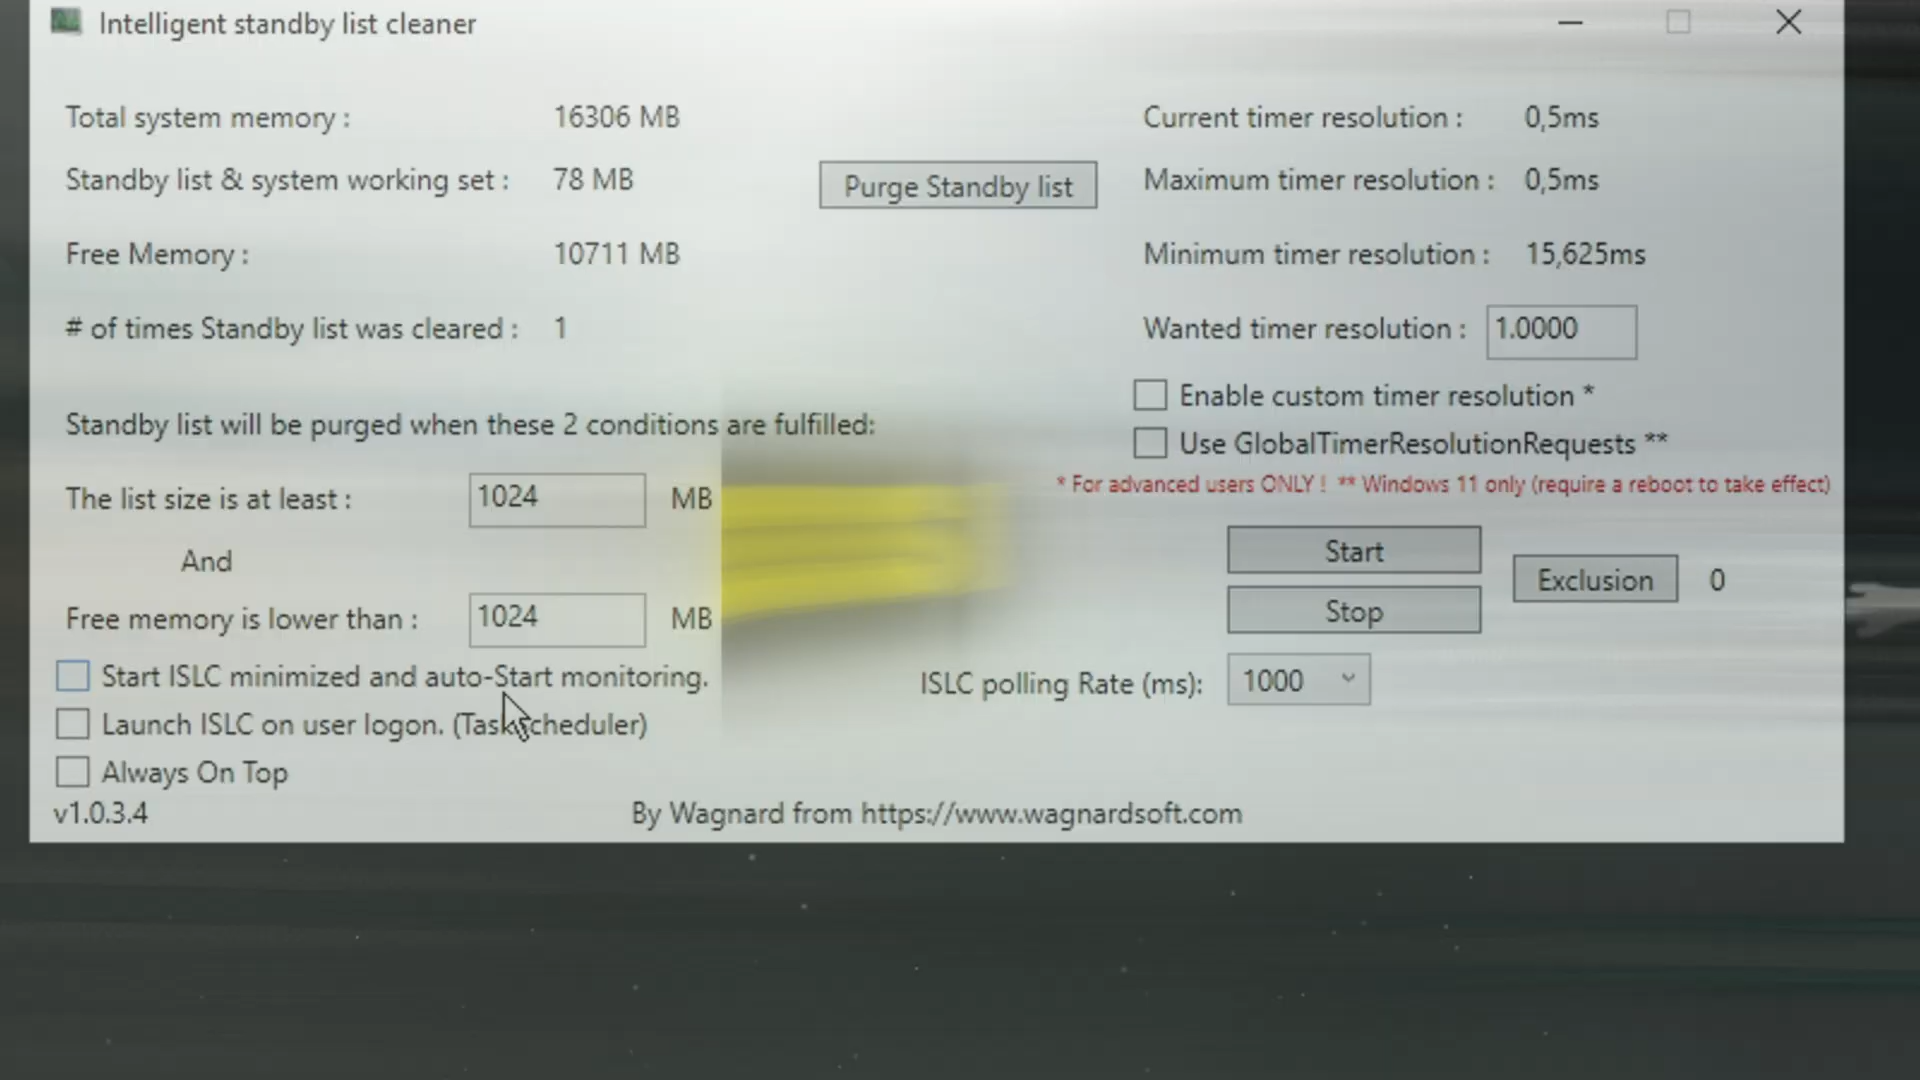 Intelligent standby list cleaner
Total system memory : 16306 MB
Standby list & system working set : 78 MB
Purge Standby list
Free Memory : 10711 MB
# of times Standby list was cleared : 1
Current timer resolution : 0,5ms
Maximum timer resolution : 0,5ms
Minimum timer resolution : 15,625ms
Wanted timer resolution : 1.0000
Enable custom timer resolution *
Use GlobalTimerResolutionRequests **
* For advanced users ONLY ! ** Windows 11 only (require a reboot to take effect)
Standby list will be purged when these 2 conditions are fulfilled:
The list size is at least : 1024 MB
And
Free memory is lower than : 1024 MB
Start
Stop
Exclusion 0
Start ISLC minimized and auto-Start monitoring.
Launch ISLC on user logon. (Task Scheduler)
Always On Top
ISLC polling Rate (ms): 1000
v1.0.3.4
By Wagnard from https://www.wagnardsoft.com